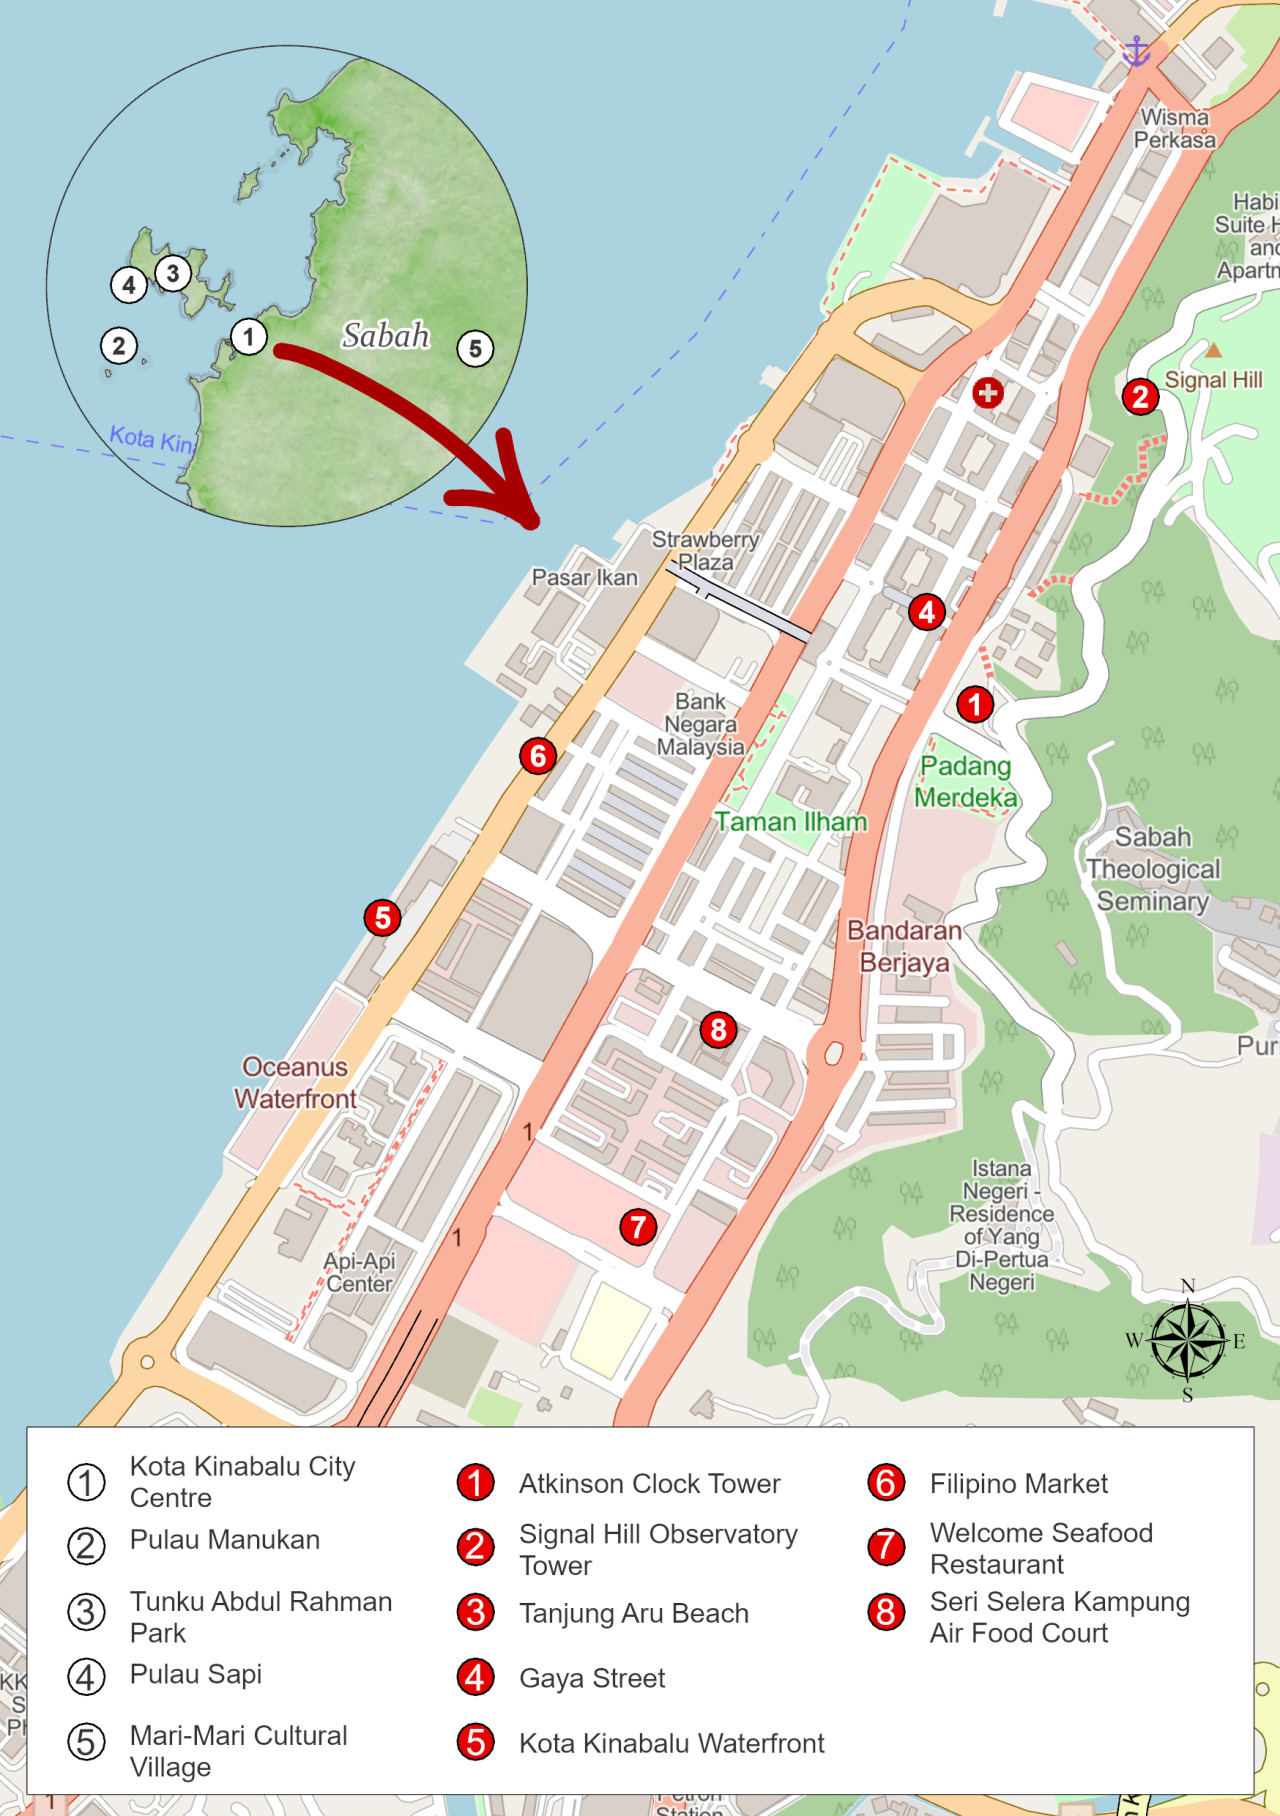 Wisma
Perkasa
Habi
Suite H
and
Apartn
4
3
1
2
Sabah
5
Signal Hill
2
Kota Kin
Strawberry
Plaza
Pasar Ikan
4
1
Bank
Negara
Malaysia
6
Padang
Merdeka
Taman Ilham
Sabah
Theological
Seminary
5
Bandaran
Berjaya
8
Pur
Oceanus
Waterfront
1
Istana
Negeri -
Residence
of Yang
Di-Pertua
Negeri
7
1
Api-Api
Center
N
W E
S
1 Kota Kinabalu City
Centre
2 Pulau Manukan
3 Tunku Abdul Rahman
Park
4 Pulau Sapi
5 Mari-Mari Cultural
Village
1 Atkinson Clock Tower
2 Signal Hill Observatory
Tower
3 Tanjung Aru Beach
4 Gaya Street
5 Kota Kinabalu Waterfront
6 Filipino Market
7 Welcome Seafood
Restaurant
8 Seri Selera Kampung
Air Food Court
KK
S
Pl
1
Station